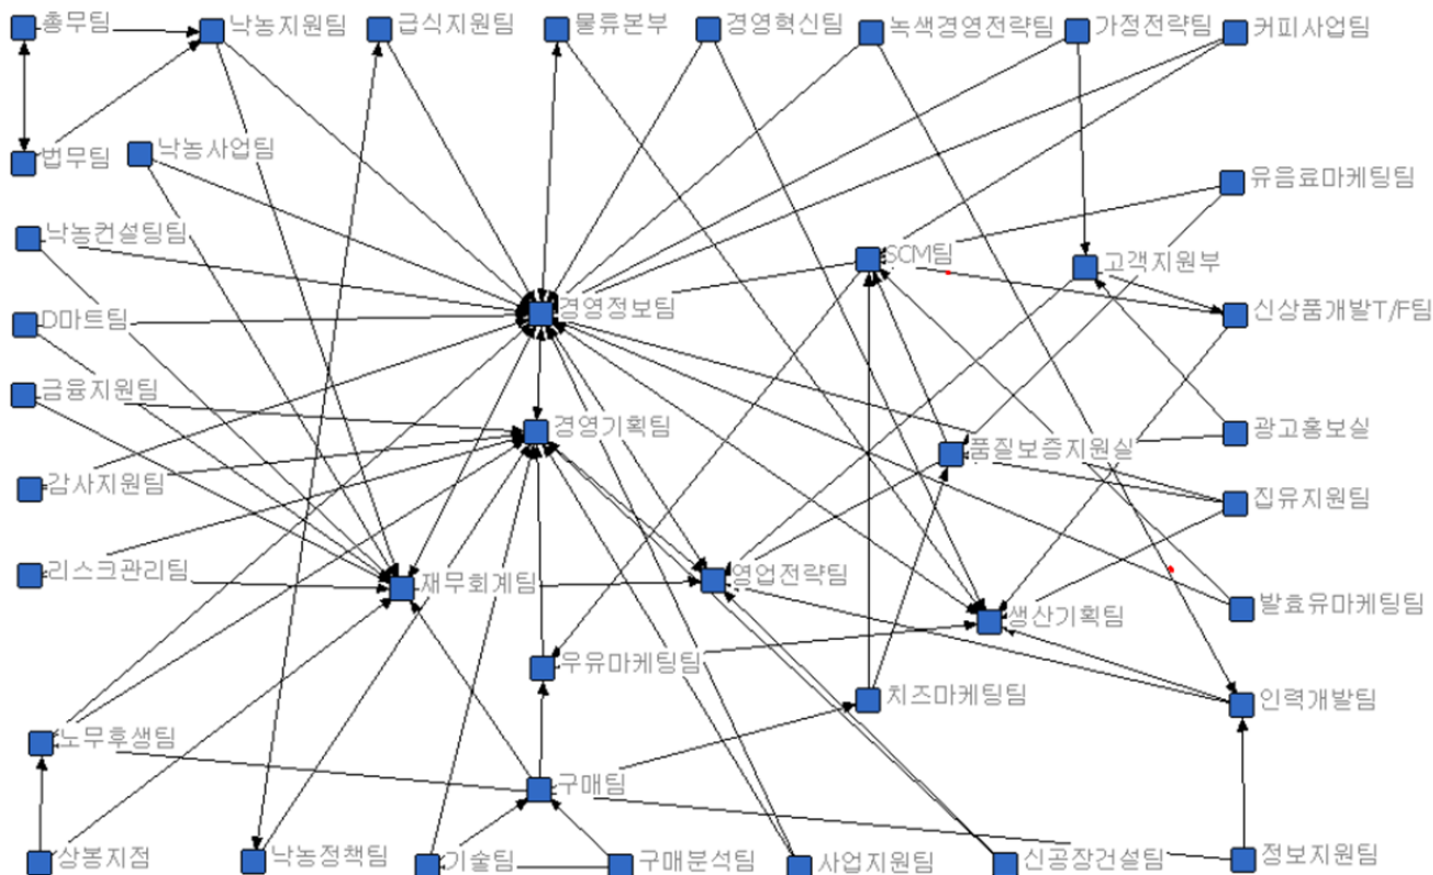 총무팀
낙농지원팀
급식지원팀
물류본부
경영혁신팀
녹색경영전략팀
가정전략팀
커피사업팀
법무팀
낙농사업팀
유음료마케팅팀
낙농컨설팅팀
SCM팀
고객지원부
경영정보팀
신상품개발T/F팀
D마트팀
금융지원팀
경영기획팀
광고홍보실
품질보증지원실
감사지원팀
집유지원팀
리스크관리팀
재무회계팀
영업전략팀
생산기획팀
발효유마케팅팀
우유마케팅팀
치즈마케팅팀
인력개발팀
노무후생팀
구매팀
상봉지점
낙농정책팀
기술팀
구매분석팀
사업지원팀
신공장건설팀
정보지원팀